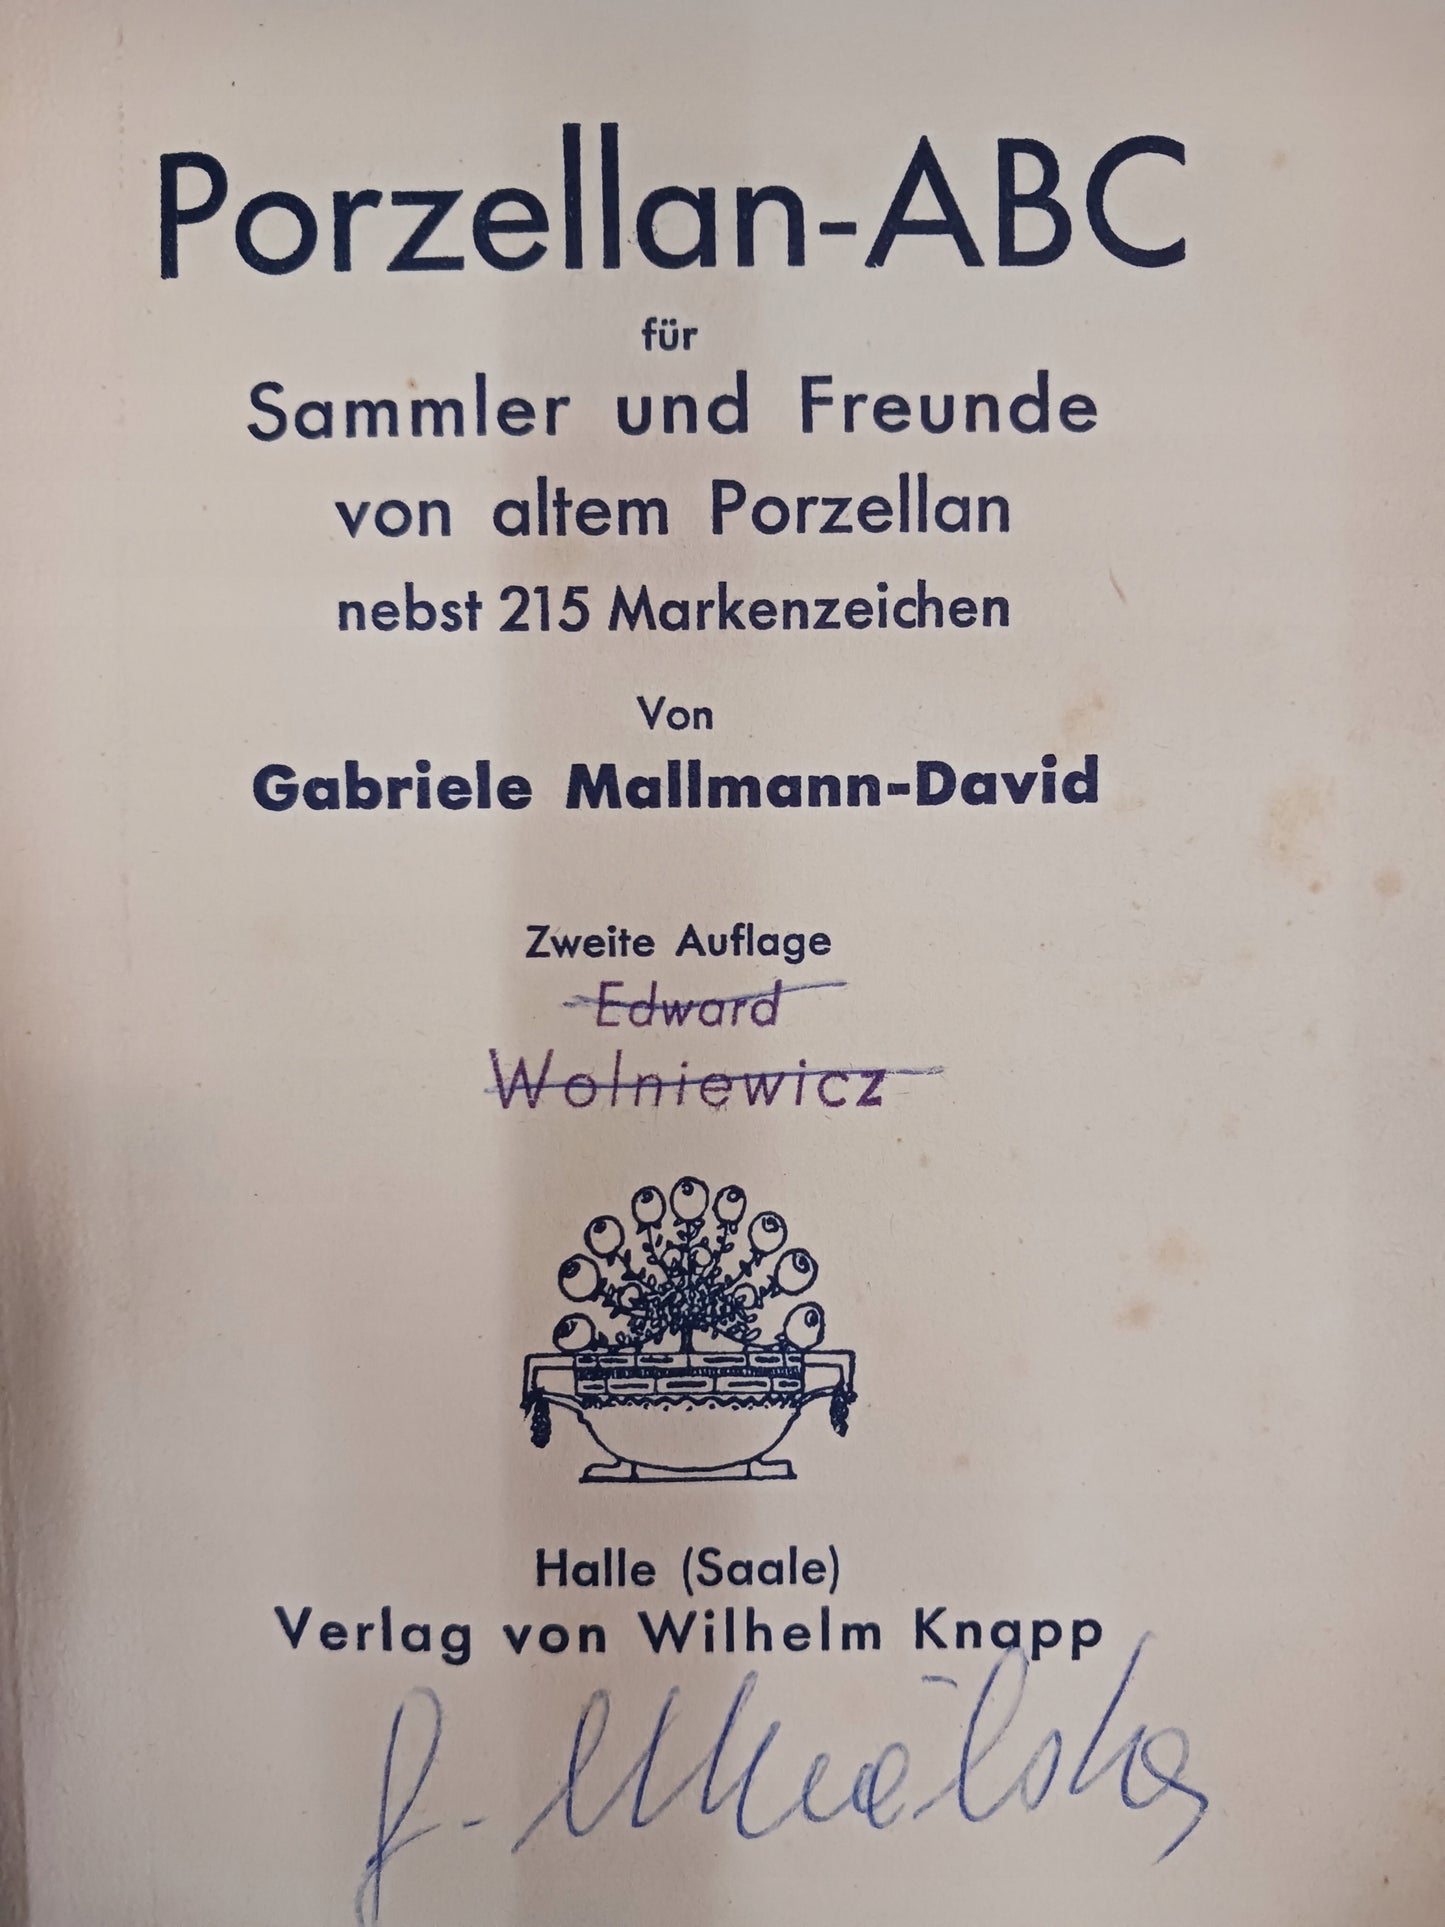 Porzellan-ABC
für
Sammler und Freunde
von altem Porzellan
nebst 215 Markenzeichen
Von
Gabriele Mallmann-David
Zweite Auflage
Edward
Wolniewicz
Halle (Saale)
Verlag von Wilhelm Knapp